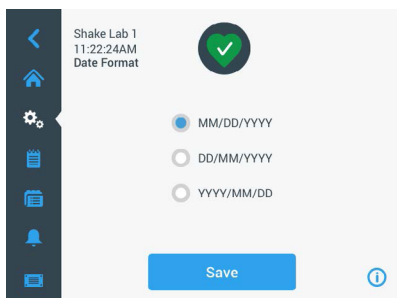 Shake Lab 1
11:22:24AM
Date Format
MM/DD/YYYY
DD/MM/YYYY
YYYY/MM/DD
Save